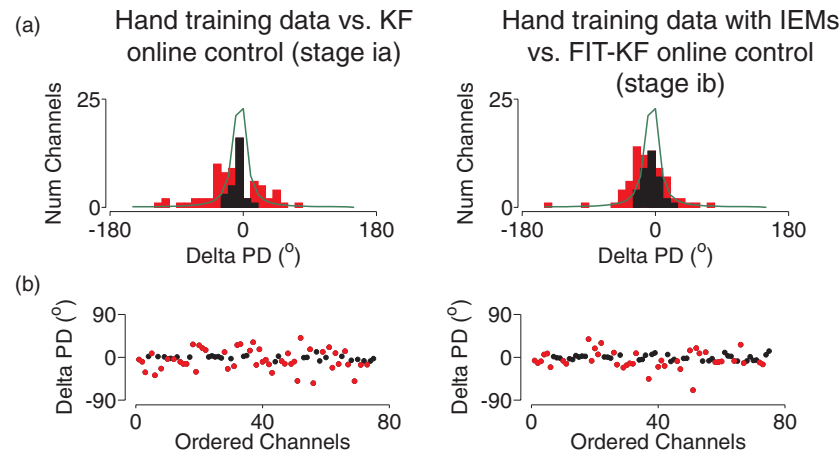 (a)
Hand training data vs. KF
online control (stage ia)
Hand training data with IEMs
vs. FIT-KF online control
(stage ib)
Num Channels
25
0
-180
0
180
Delta PD (o)
Num Channels
25
0
-180
0
180
Delta PD (o)
(b)
Delta PD (o)
90
0
-90
0
40
80
Ordered Channels
Delta PD (o)
90
0
-90
0
40
80
Ordered Channels